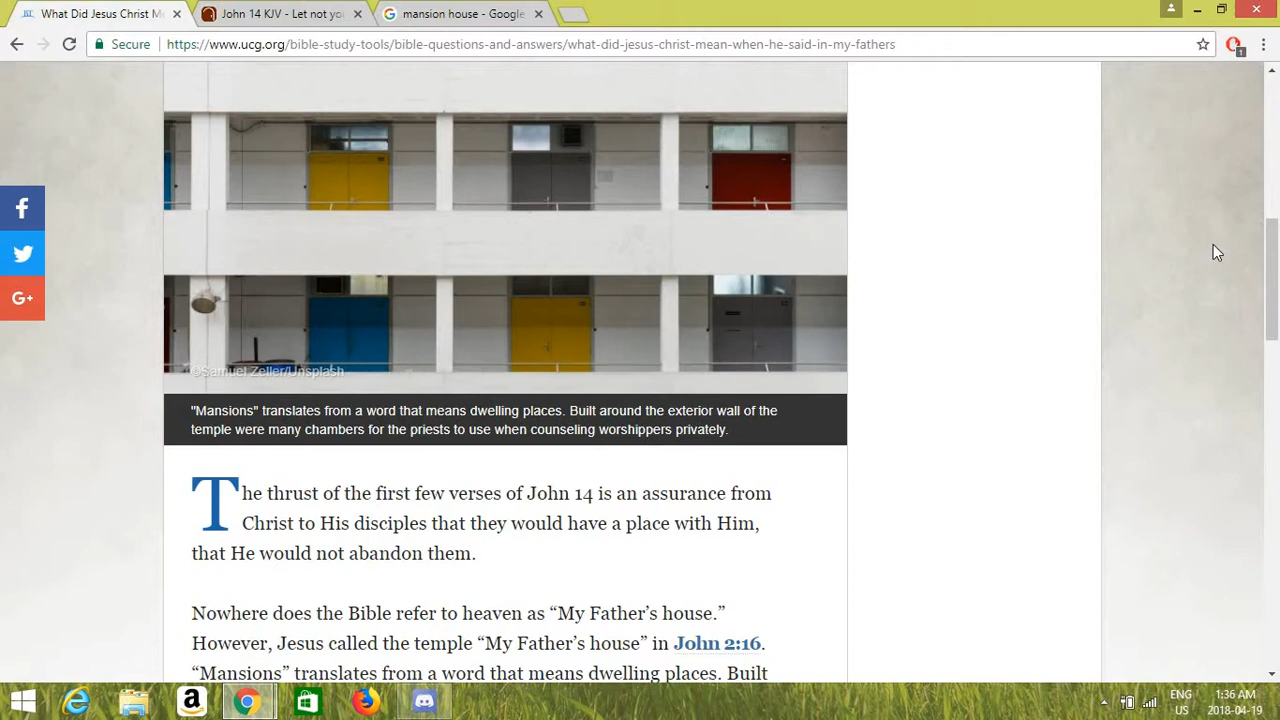 What Did Jesus Christ Me
John 14 KJV - Let not you
mansion house - Google
Secure
https://www.ucg.org/bible-study-tools/bible-questions-and-answers/what-did-jesus-christ-mean-when-he-said-in-my-fathers
1
f
G+
©Samuel Zeller/Unsplash
"Mansions" translates from a word that means dwelling places. Built around the exterior wall of the
temple were many chambers for the priests to use when counseling worshippers privately.
The thrust of the first few verses of John 14 is an assurance from
Christ to His disciples that they would have a place with Him,
that He would not abandon them.
Nowhere does the Bible refer to heaven as “My Father’s house.”
However, Jesus called the temple “My Father’s house” in John 2:16.
“Mansions” translates from a word that means dwelling places. Built
ENG
US
1:36 AM
2018-04-19